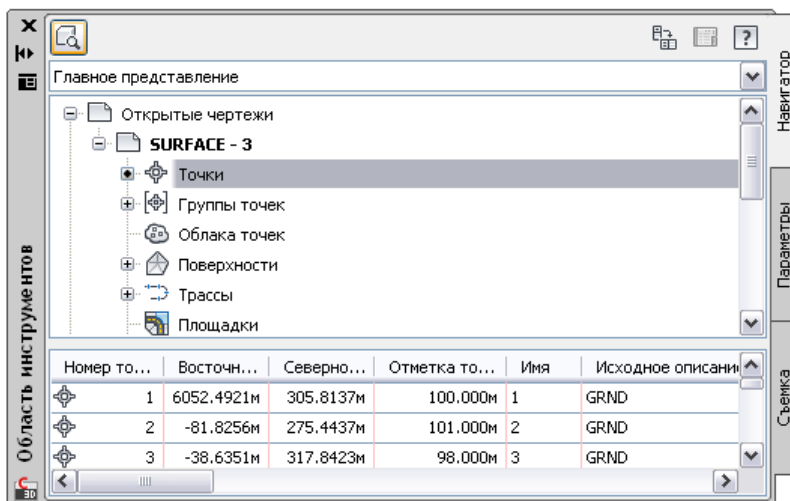 Главное представление
Открытые чертежи
SURFACE - 3
Точки
Группы точек
Облака точек
Поверхности
Трассы
Площадки
Номер то... Восточн... Северно... Отметка то... Имя Исходное описани
1 6052.4921м 305.8137м 100.000м 1 GRND
2 -81.8256м 275.4437м 101.000м 2 GRND
3 -38.6351м 317.8423м 98.000м 3 GRND
Область инструментов
Навигатор
Параметры
Съемка
C
3D
?